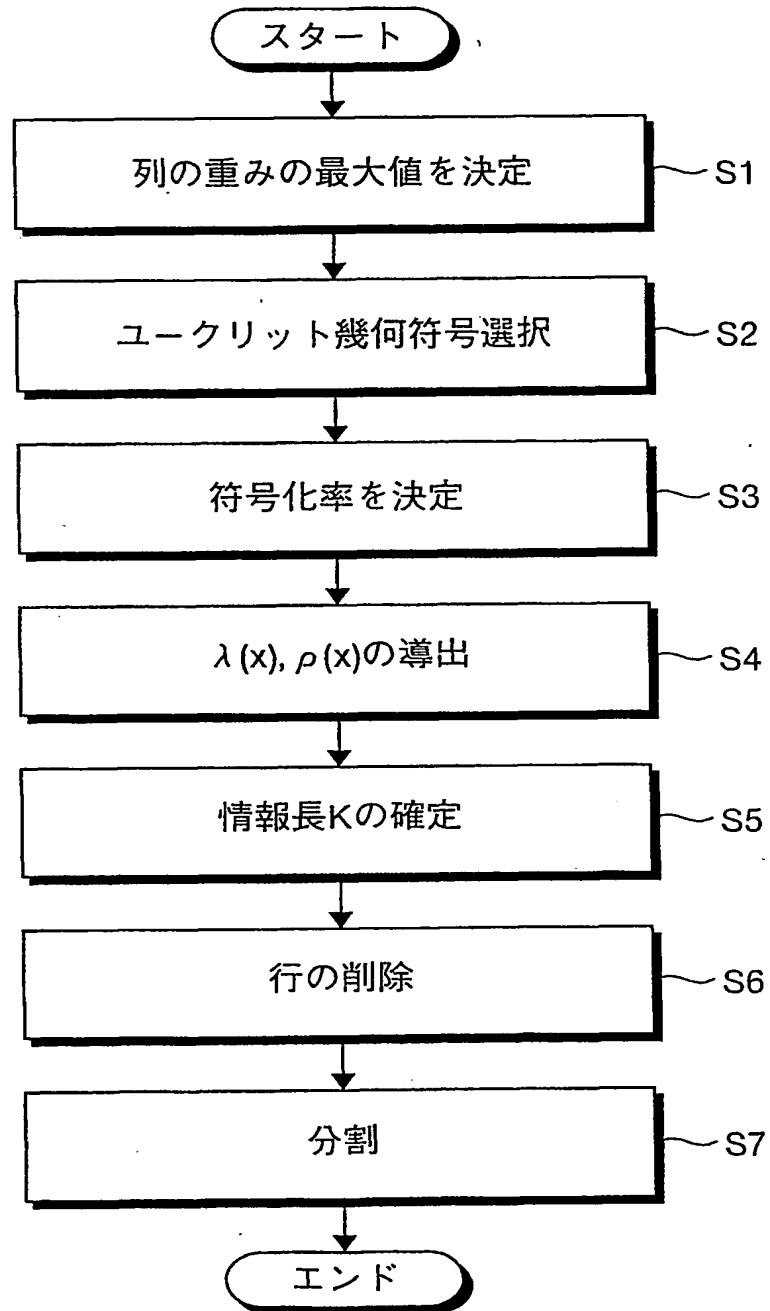 スタート
列の重みの最大値を決定
S1
ユークリット幾何符号選択
S2
符号化率を決定
S3
λ(x), ρ(x)の導出
S4
情報長Kの確定
S5
行の削除
S6
分割
S7
エンド